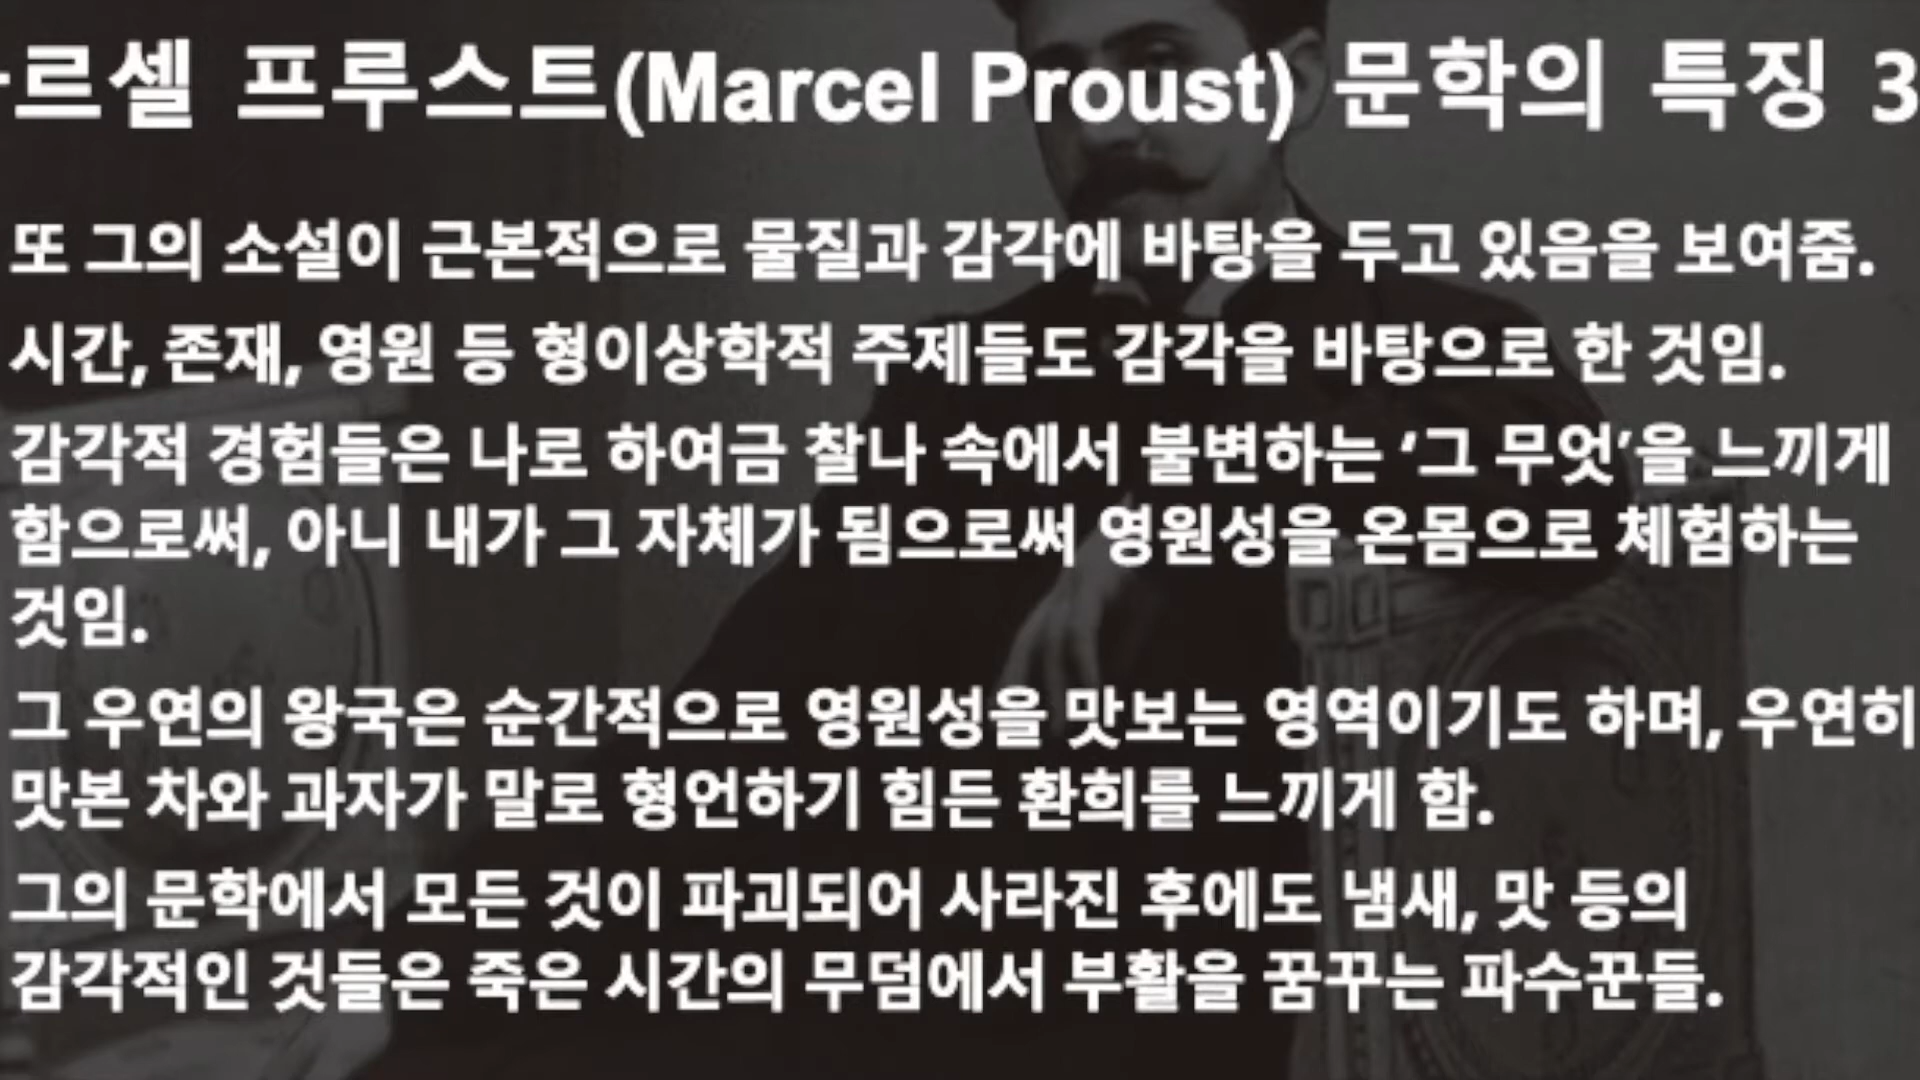 르셀 프루스트(Marcel Proust) 문학의 특징 3
또 그의 소설이 근본적으로 물질과 감각에 바탕을 두고 있음을 보여줌.
시간, 존재, 영원 등 형이상학적 주제들도 감각을 바탕으로 한 것임.
감각적 경험들은 나로 하여금 찰나 속에서 불변하는 ‘그 무엇’을 느끼게
함으로써, 아니 내가 그 자체가 됨으로써 영원성을 온몸으로 체험하는
것임.
그 우연의 왕국은 순간적으로 영원성을 맛보는 영역이기도 하며, 우연히
맛본 차와 과자가 말로 형언하기 힘든 환희를 느끼게 함.
그의 문학에서 모든 것이 파괴되어 사라진 후에도 냄새, 맛 등의
감각적인 것들은 죽은 시간의 무덤에서 부활을 꿈꾸는 파수꾼들.